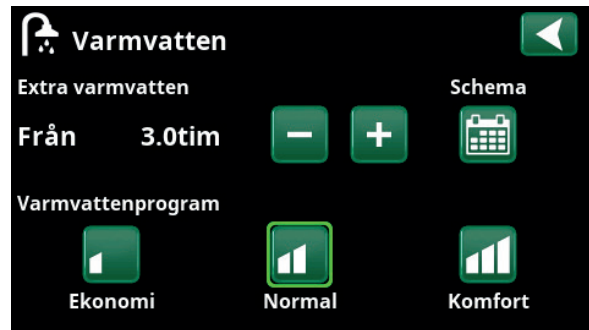 Varmvatten
Extra varmvatten Schema
Från 3.0tim − +
Varmvattenprogram
Ekonomi Normal Komfort